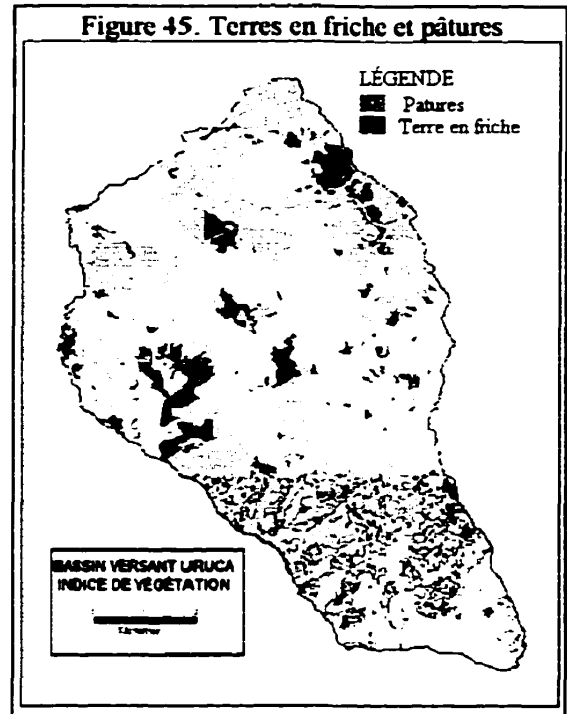 Figure 45. Terres en friche et pâtures
LÉGENDE
Patures
Terre en friche
BASSIN VERSANT URUCA
INDICE DE VÉGÉTATION